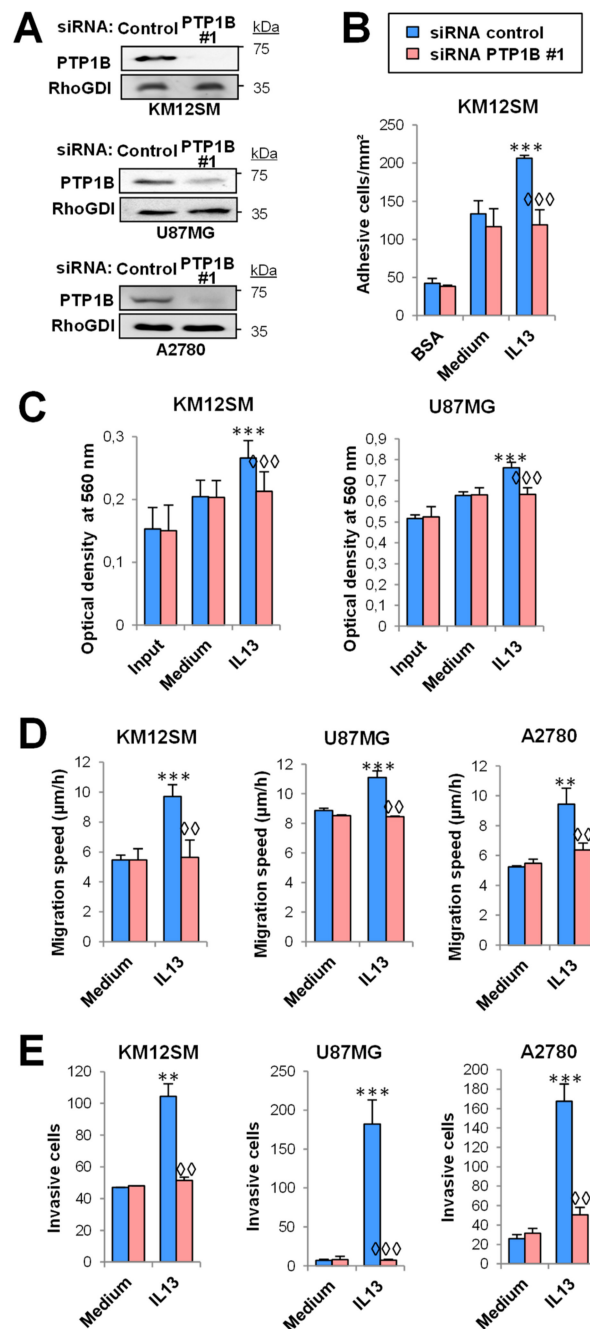 A
siRNA: Control PTP1B #1 kDa
PTP1B 75
RhoGDI 35
KM12SM
siRNA: Control PTP1B #1 kDa
PTP1B 75
RhoGDI 35
U87MG
siRNA: Control PTP1B #1 kDa
PTP1B 75
RhoGDI 35
A2780
B
siRNA control
siRNA PTP1B #1
KM12SM
Adhesive cells/mm²
250
200
150
100
50
0
***
◊◊◊
BSA Medium IL13
C
KM12SM
Optical density at 560 nm
0,3
0,2
0,1
0
***
◊◊◊
Input Medium IL13
U87MG
Optical density at 560 nm
0,9
0,8
0,7
0,6
0,5
0,4
0,3
0,2
0,1
0
***
◊◊◊
Input Medium IL13
D
KM12SM
Migration speed (µm/h)
12
10
8
6
4
2
0
***
◊◊
Medium IL13
U87MG
Migration speed (µm/h)
12
10
8
6
4
2
0
***
◊◊
Medium IL13
A2780
Migration speed (µm/h)
12
10
8
6
4
2
0
**
◊◊
Medium IL13
E
KM12SM
Invasive cells
120
100
80
60
40
20
0
**
◊◊
Medium IL13
U87MG
Invasive cells
250
200
150
100
50
0
***
◊◊◊
Medium IL13
A2780
Invasive cells
200
180
160
140
120
100
80
60
40
20
0
***
◊◊
Medium IL13